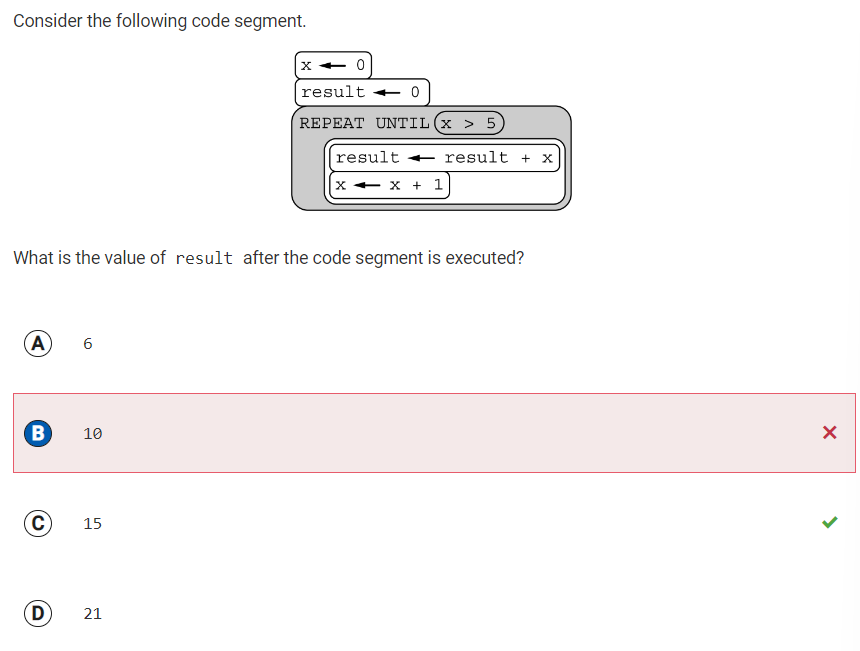 Consider the following code segment.
x ← 0
result ← 0
REPEAT UNTIL x > 5
result ← result + x
x ← x + 1
What is the value of result after the code segment is executed?
A 6
B 10
C 15
D 21